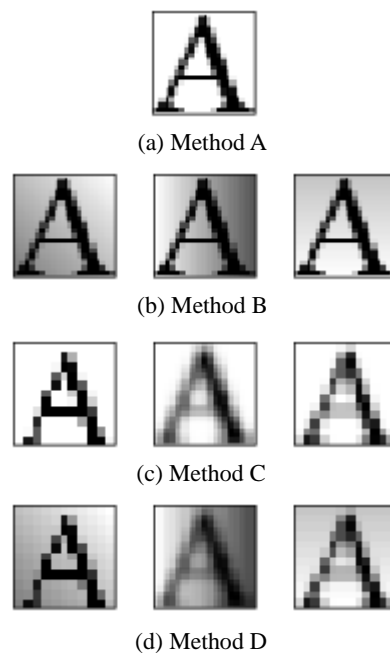 A
(a) Method A
A A A
(b) Method B
A A A
(c) Method C
A A A
(d) Method D